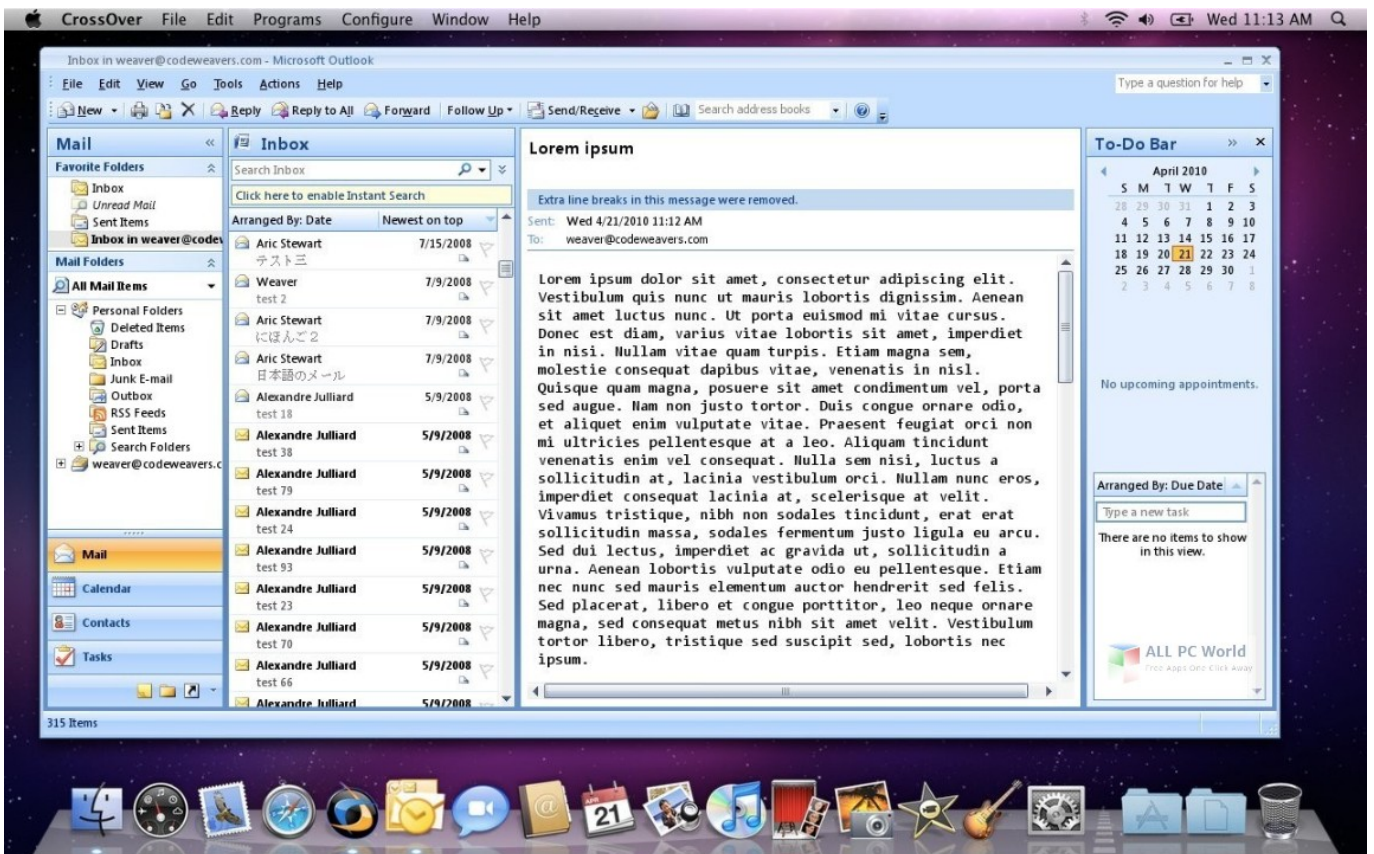 CrossOver File Edit Programs Configure Window Help
Wed 11:13 AM
Inbox in weaver@codeweavers.com - Microsoft Outlook
File Edit View Go Tools Actions Help
Type a question for help
New Reply Reply to All Forward Follow Up Send/Receive Search address books
Mail
Favorite Folders
Inbox
Unread Mail
Sent Items
Inbox in weaver@codev
Mail Folders
All Mail Items
Personal Folders
Deleted Items
Drafts
Inbox
Junk E-mail
Outbox
RSS Feeds
Sent Items
Search Folders
weaver@codeweavers.c
Mail
Calendar
Contacts
Tasks
315 Items
Inbox
Search Inbox
Click here to enable Instant Search
Arranged By: Date Newest on top
Aric Stewart 7/15/2008
テスト三
Weaver 7/9/2008
test 2
Aric Stewart 7/9/2008
にほんご2
Aric Stewart 7/9/2008
日本語のメール
Alexandre Julliard 5/9/2008
test 18
Alexandre Julliard 5/9/2008
test 38
Alexandre Julliard 5/9/2008
test 79
Alexandre Julliard 5/9/2008
test 24
Alexandre Julliard 5/9/2008
test 93
Alexandre Julliard 5/9/2008
test 23
Alexandre Julliard 5/9/2008
test 70
Alexandre Julliard 5/9/2008
test 66
Alexandre Julliard 5/9/2008
Lorem ipsum
Extra line breaks in this message were removed.
Sent: Wed 4/21/2010 11:12 AM
To: weaver@codeweavers.com
Lorem ipsum dolor sit amet, consectetur adipiscing elit.
Vestibulum quis nunc ut mauris lobortis dignissim. Aenean
sit amet luctus nunc. Ut porta euismod mi vitae cursus.
Donec est diam, varius vitae lobortis sit amet, imperdiet
in nisi. Nullam vitae quam turpis. Etiam magna sem,
molestie consequat dapibus vitae, venenatis in nisl.
Quisque quam magna, posuere sit amet condimentum vel, porta
sed augue. Nam non justo tortor. Duis congue ornare odio,
et aliquet enim vulputate vitae. Praesent feugiat orci non
mi ultricies pellentesque at a leo. Aliquam tincidunt
venenatis enim vel consequat. Nulla sem nisi, luctus a
sollicitudin at, lacinia vestibulum orci. Nullam nunc eros,
imperdiet consequat lacinia at, scelerisque at velit.
Vivamus tristique, nibh non sodales tincidunt, erat erat
sollicitudin massa, sodales fermentum justo ligula eu arcu.
Sed dui lectus, imperdiet ac gravida ut, sollicitudin a
urna. Aenean lobortis vulputate odio eu pellentesque. Etiam
nec nunc sed mauris elementum auctor hendrerit sed felis.
Sed placerat, libero et congue porttitor, leo neque ornare
magna, sed consequat metus nibh sit amet velit. Vestibulum
tortor libero, tristique sed suscipit sed, lobortis nec
ipsum.
To-Do Bar
April 2010
S M T W T F S
28 29 30 31 1 2 3
4 5 6 7 8 9 10
11 12 13 14 15 16 17
18 19 20 21 22 23 24
25 26 27 28 29 30 1
2 3 4 5 6 7 8
No upcoming appointments.
Arranged By: Due Date
Type a new task
There are no items to show
in this view.
ALL PC World
Free Apps One Click Away
APR
21